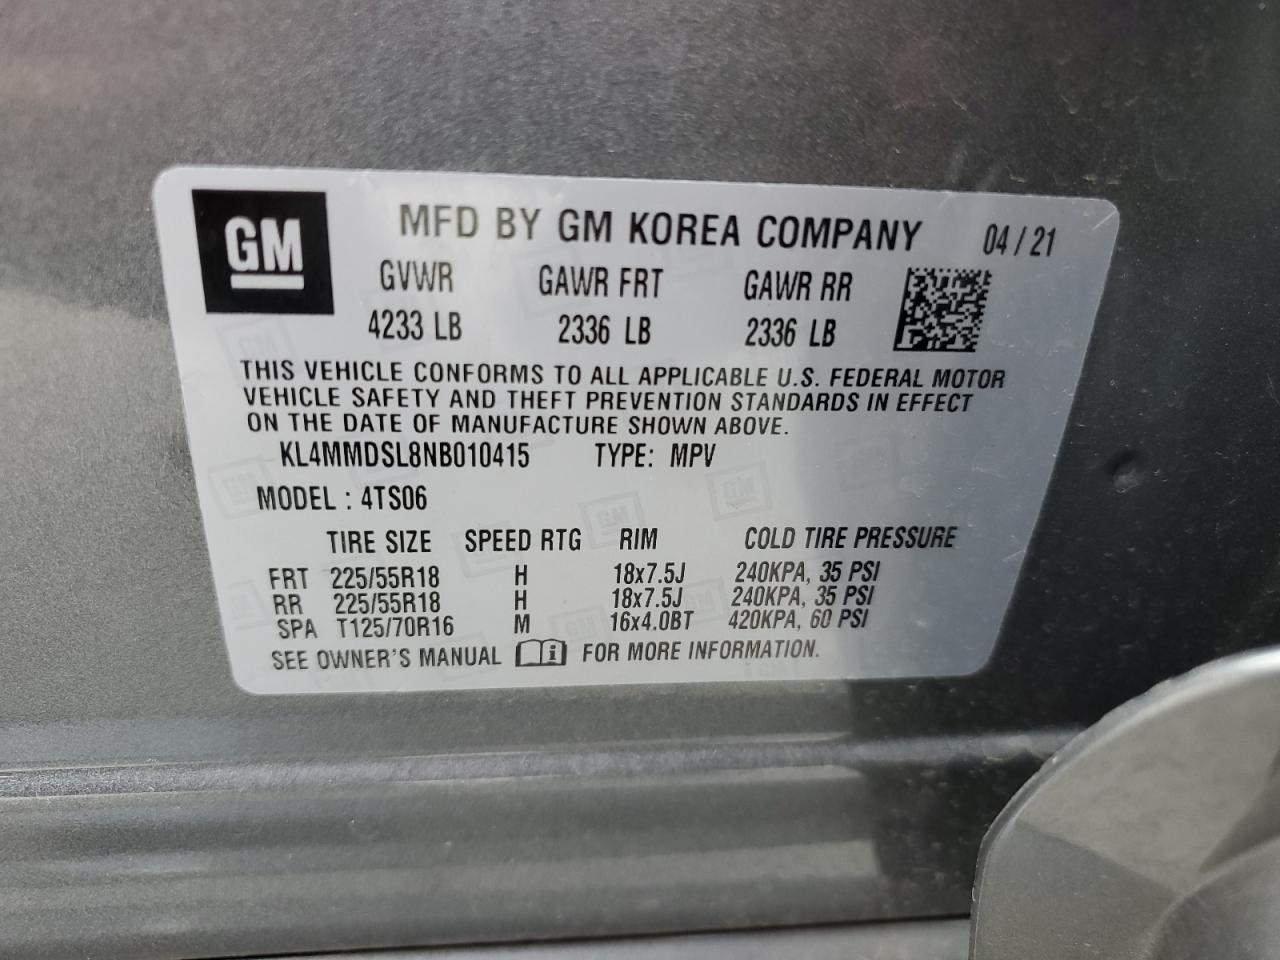 GM
MFD BY GM KOREA COMPANY 04/21
GVWR GAWR FRT GAWR RR
4233 LB 2336 LB 2336 LB
THIS VEHICLE CONFORMS TO ALL APPLICABLE U.S. FEDERAL MOTOR
VEHICLE SAFETY AND THEFT PREVENTION STANDARDS IN EFFECT
ON THE DATE OF MANUFACTURE SHOWN ABOVE.
KL4MMDSL8NB010415 TYPE: MPV
MODEL : 4TS06
TIRE SIZE SPEED RTG RIM COLD TIRE PRESSURE
FRT 225/55R18 H 18x7.5J 240KPA, 35 PSI
RR 225/55R18 H 18x7.5J 240KPA, 35 PSI
SPA T125/70R16 M 16x4.0BT 420KPA, 60 PSI
SEE OWNER'S MANUAL i FOR MORE INFORMATION.